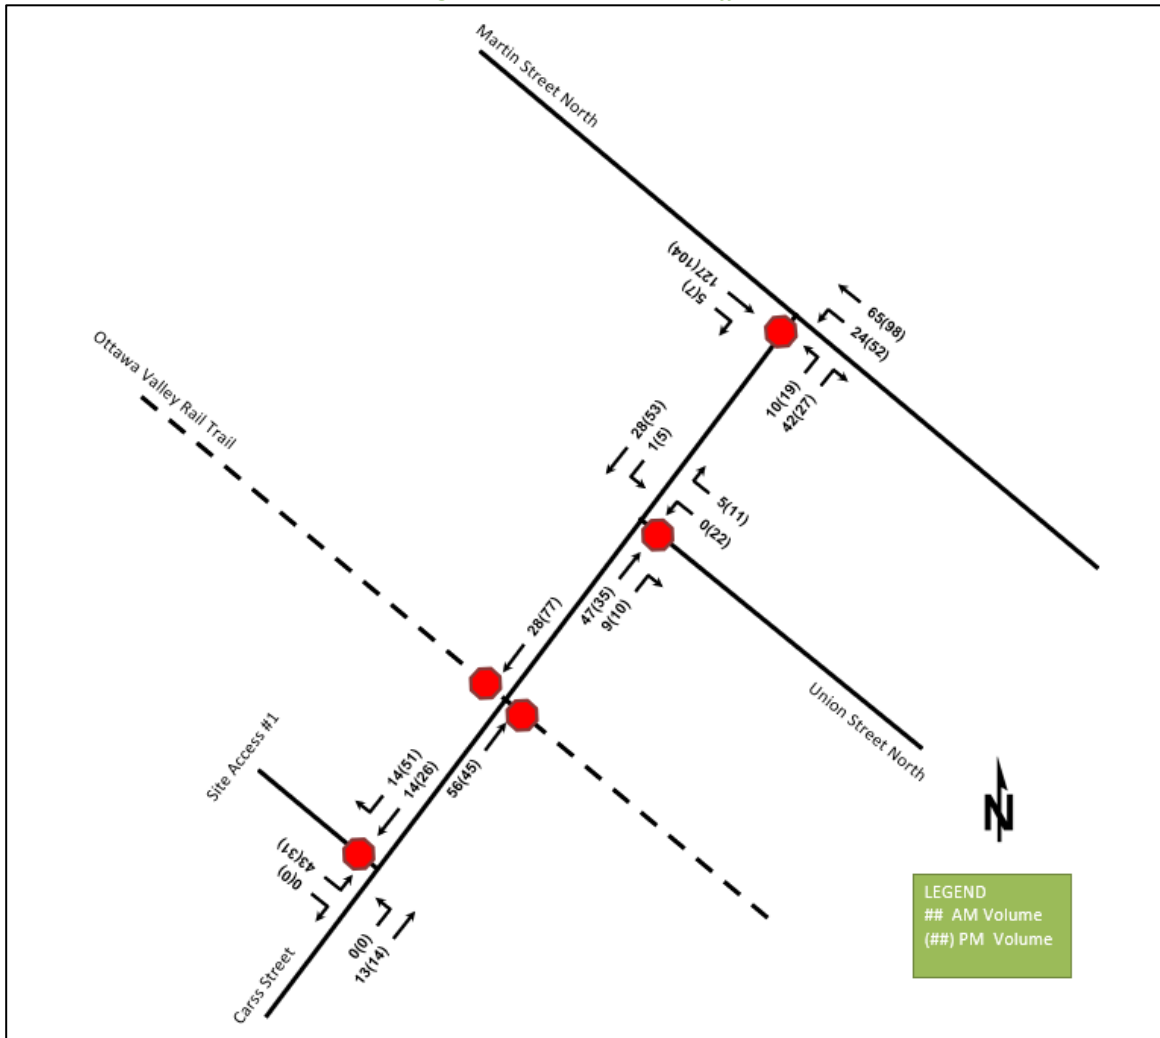 Martin Street North
127(104)
5(7)
65(98)
24(52)
10(19)
42(27)
Ottawa Valley Rail Trail
28(53)
1(5)
5(11)
0(22)
47(35)
9(10)
28(77)
Union Street North
56(45)
Site Access #1
14(51)
14(26)
43(31)
0(0)
0(0)
13(14)
Carss Street
N
LEGEND
## AM Volume
(##) PM Volume